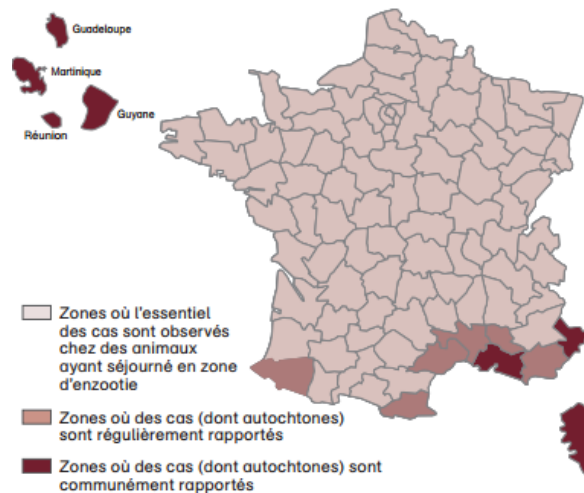 Guadeloupe
Martinique
Guyane
Réunion
Zones où l'essentiel
des cas sont observés
chez des animaux
ayant séjourné en zone
d'enzootie
Zones où des cas (dont autochtones)
sont régulièrement rapportés
Zones où des cas (dont autochtones) sont
communément rapportés